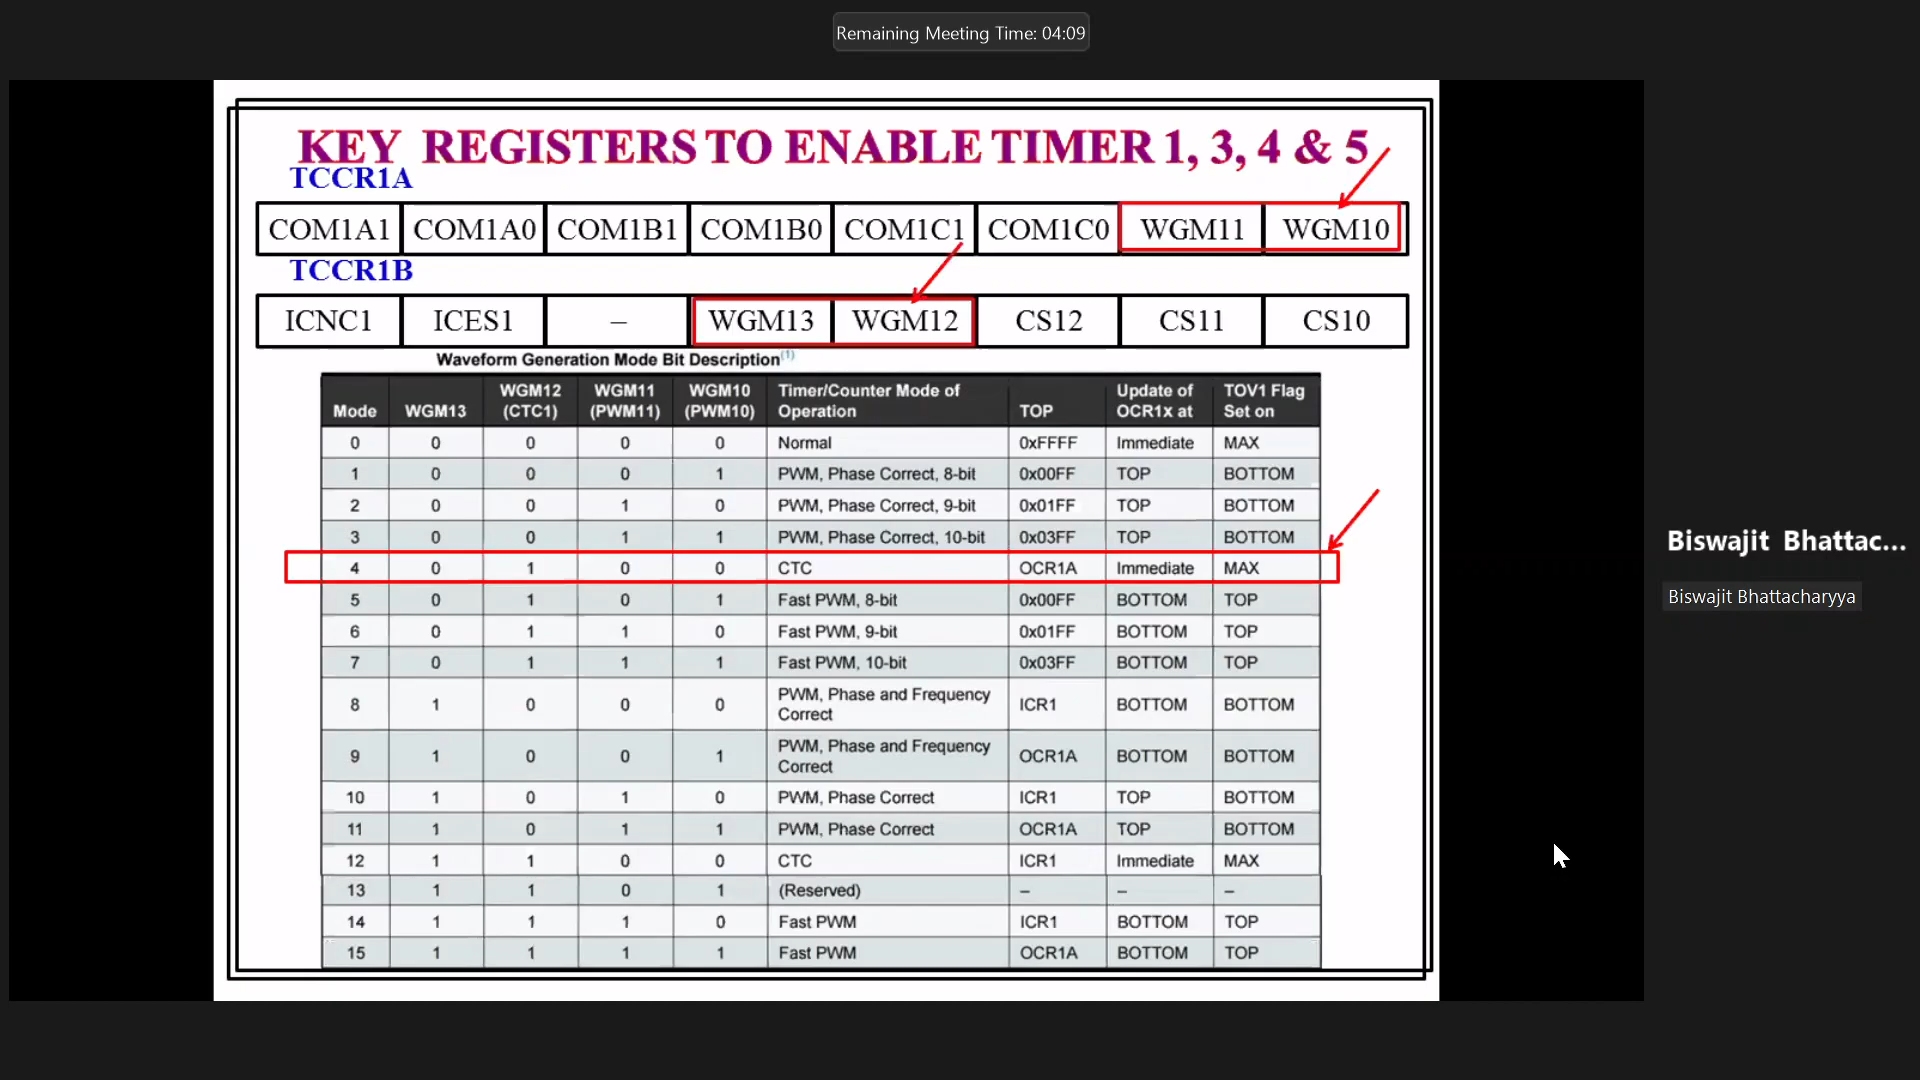 Remaining Meeting Time: 04:09
KEY REGISTERS TO ENABLE TIMER 1, 3, 4 & 5
TCCR1A
COM1A1 COM1A0 COM1B1 COM1B0 COM1C1 COM1C0 WGM11 WGM10
TCCR1B
ICNC1 ICES1 – WGM13 WGM12 CS12 CS11 CS10
Waveform Generation Mode Bit Description(1)
Mode WGM13 WGM12 (CTC1) WGM11 (PWM11) WGM10 (PWM10) Timer/Counter Mode of Operation TOP Update of OCR1x at TOV1 Flag Set on
0 0 0 0 0 Normal 0xFFFF Immediate MAX
1 0 0 0 1 PWM, Phase Correct, 8-bit 0x00FF TOP BOTTOM
2 0 0 1 0 PWM, Phase Correct, 9-bit 0x01FF TOP BOTTOM
3 0 0 1 1 PWM, Phase Correct, 10-bit 0x03FF TOP BOTTOM
4 0 1 0 0 CTC OCR1A Immediate MAX
5 0 1 0 1 Fast PWM, 8-bit 0x00FF BOTTOM TOP
6 0 1 1 0 Fast PWM, 9-bit 0x01FF BOTTOM TOP
7 0 1 1 1 Fast PWM, 10-bit 0x03FF BOTTOM TOP
8 1 0 0 0 PWM, Phase and Frequency Correct ICR1 BOTTOM BOTTOM
9 1 0 0 1 PWM, Phase and Frequency Correct OCR1A BOTTOM BOTTOM
10 1 0 1 0 PWM, Phase Correct ICR1 TOP BOTTOM
11 1 0 1 1 PWM, Phase Correct OCR1A TOP BOTTOM
12 1 1 0 0 CTC ICR1 Immediate MAX
13 1 1 0 1 (Reserved) – – –
14 1 1 1 0 Fast PWM ICR1 BOTTOM TOP
15 1 1 1 1 Fast PWM OCR1A BOTTOM TOP
Biswajit Bhattac...
Biswajit Bhattacharyya